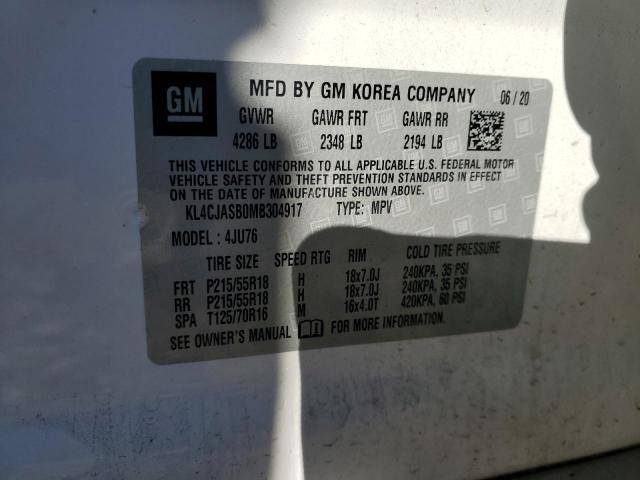 GM
MFD BY GM KOREA COMPANY 06/20
GVWR GAWR FRT GAWR RR
4286 LB 2348 LB 2194 LB
THIS VEHICLE CONFORMS TO ALL APPLICABLE U.S. FEDERAL MOTOR
VEHICLE SAFETY AND THEFT PREVENTION STANDARDS IN EFFECT
ON THE DATE OF MANUFACTURE SHOWN ABOVE.
KL4CJASB0MB304917 TYPE: MPV
MODEL: 4JU76
TIRE SIZE SPEED RTG RIM COLD TIRE PRESSURE
FRT P215/55R18 H 18x7.0J 240KPA, 35 PSI
RR P215/55R18 H 18x7.0J 240KPA, 35 PSI
SPA T125/70R16 M 16x4.0T 420KPA, 60 PSI
SEE OWNER'S MANUAL FOR MORE INFORMATION.